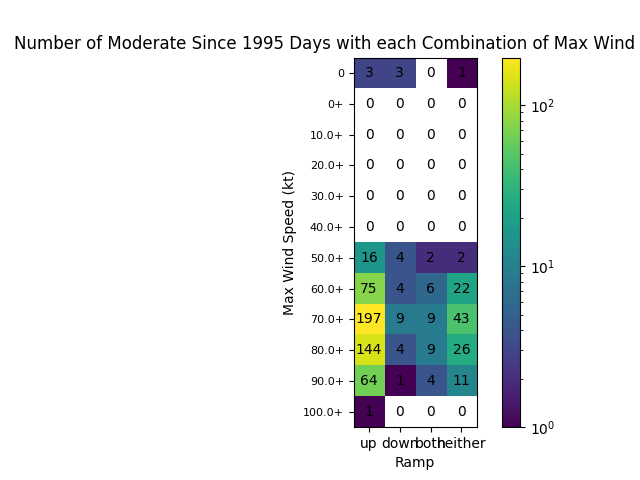 Number of Moderate Since 1995 Days with each Combination of Max Wind
0 3 3 0 1
0+ 0 0 0 0
10.0+ 0 0 0 0
20.0+ 0 0 0 0
30.0+ 0 0 0 0
40.0+ 0 0 0 0
50.0+ 16 4 2 2
60.0+ 75 4 6 22
70.0+ 197 9 9 43
80.0+ 144 4 9 26
90.0+ 64 1 4 11
100.0+ 1 0 0 0
up down both neither
Ramp
Max Wind Speed (kt)
10²
10¹
10⁰